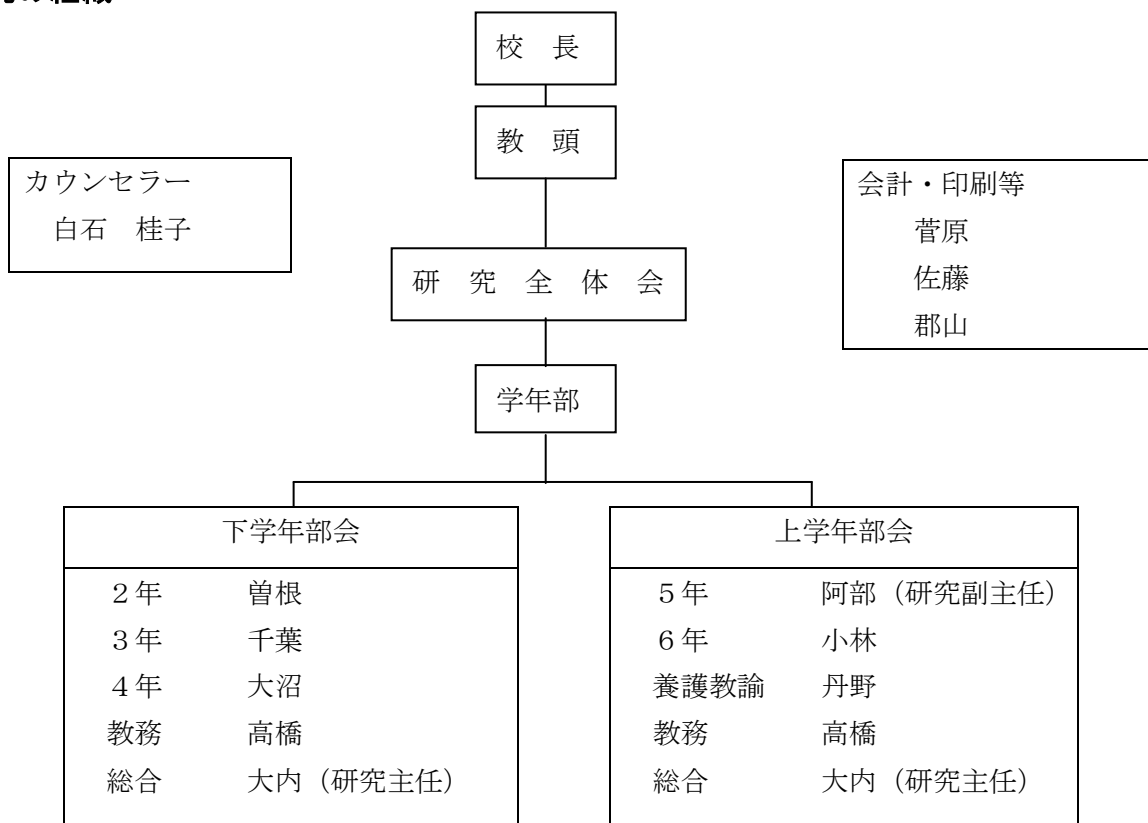 校　長
教　頭
カウンセラー
白石　桂子
会計・印刷等
菅原
佐藤
郡山
研　究　全　体　会
学年部
下学年部会
２年　曽根
３年　千葉
４年　大沼
教務　高橋
総合　大内（研究主任）
上学年部会
５年　阿部（研究副主任）
６年　小林
養護教諭　丹野
教務　高橋
総合　大内（研究主任）